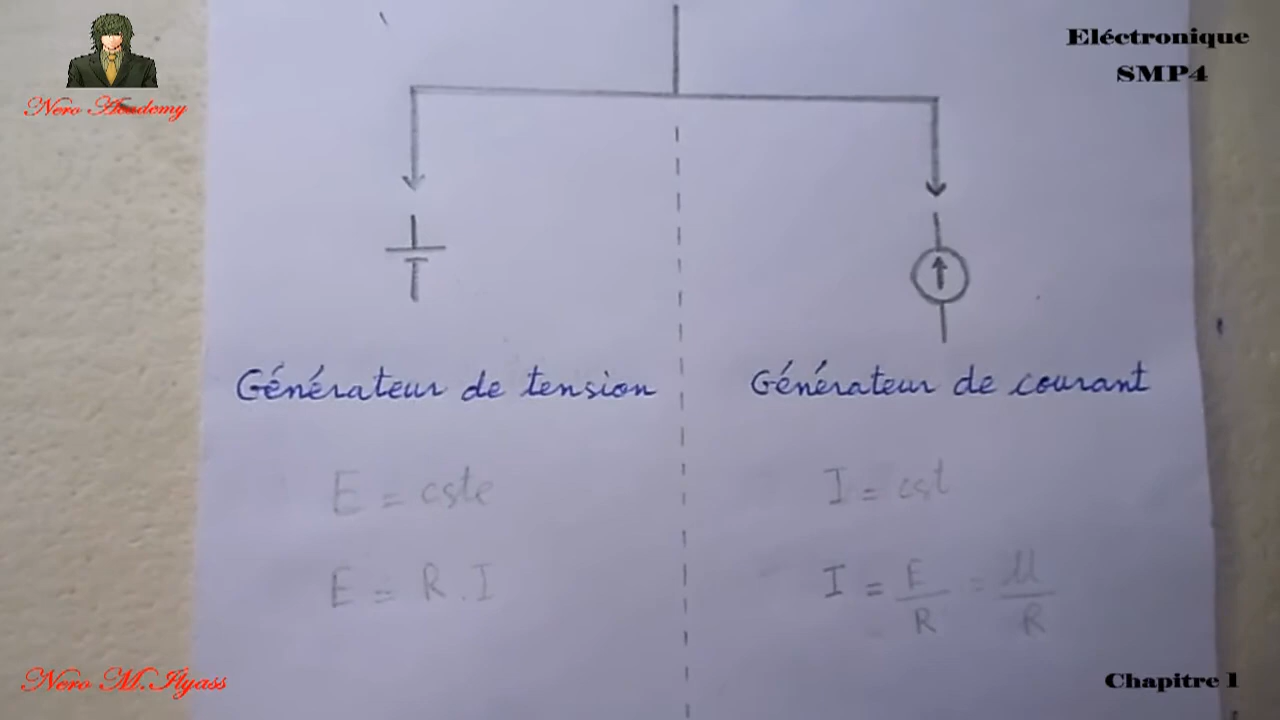 Nero Academy
Eléctronique
SMP4
Générateur de tension
Générateur de courant
E = cste
I = cst
E = R.I
I = E/R = U/R
Nero M.Ilyass
Chapitre 1